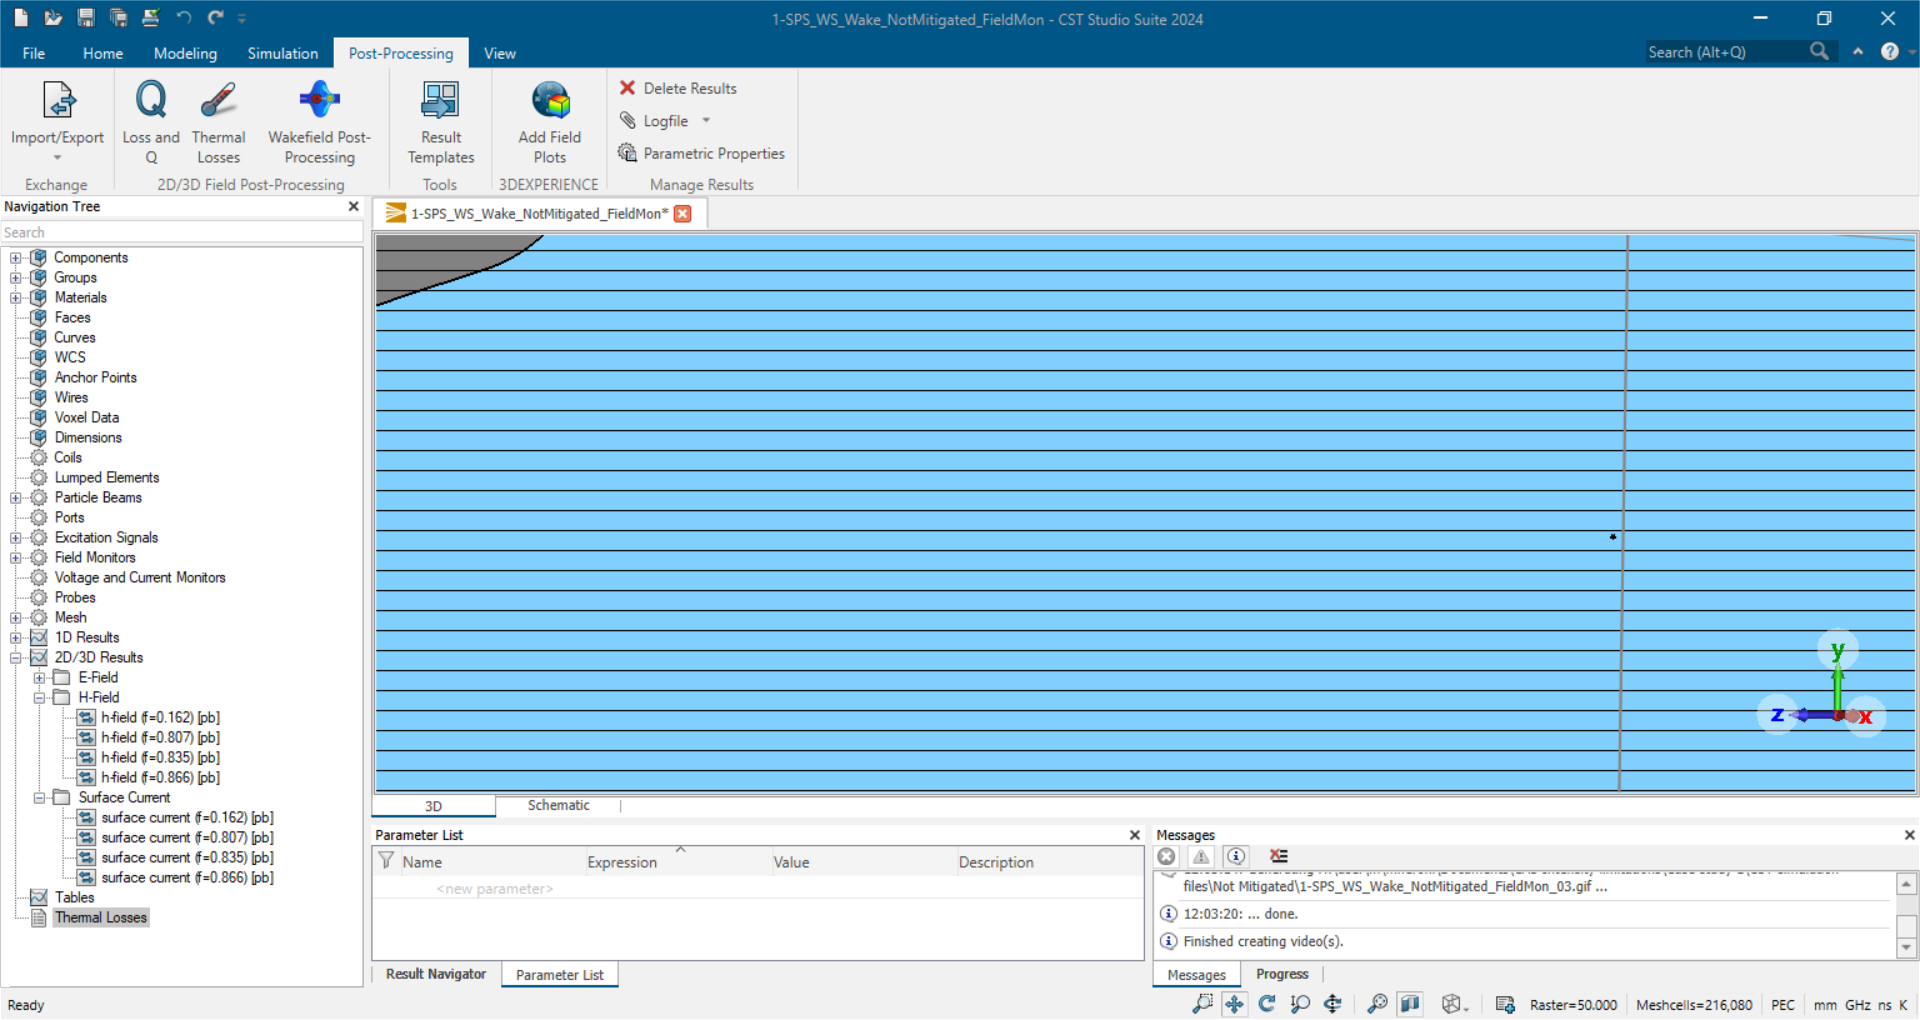 1-SPS_WS_Wake_NotMitigated_FieldMon - CST Studio Suite 2024
File Home Modeling Simulation Post-Processing View
Search (Alt+Q)
Import/Export
Exchange
Loss and Q
Thermal Losses
Wakefield Post-Processing
2D/3D Field Post-Processing
Result Templates
Tools
Add Field Plots
3DEXPERIENCE
Delete Results
Logfile
Parametric Properties
Manage Results
Navigation Tree
Search
Components
Groups
Materials
Faces
Curves
WCS
Anchor Points
Wires
Voxel Data
Dimensions
Coils
Lumped Elements
Particle Beams
Ports
Excitation Signals
Field Monitors
Voltage and Current Monitors
Probes
Mesh
1D Results
2D/3D Results
E-Field
H-Field
h-field (f=0.162) [pb]
h-field (f=0.807) [pb]
h-field (f=0.835) [pb]
h-field (f=0.866) [pb]
Surface Current
surface current (f=0.162) [pb]
surface current (f=0.807) [pb]
surface current (f=0.835) [pb]
surface current (f=0.866) [pb]
Tables
Thermal Losses
1-SPS_WS_Wake_NotMitigated_FieldMon*
y
z x
3D Schematic
Parameter List
Name Expression Value Description
<new parameter>
Result Navigator Parameter List
Messages
files\Not Mitigated\1-SPS_WS_Wake_NotMitigated_FieldMon_03.gif ...
12:03:20: ... done.
Finished creating video(s).
Messages Progress
Ready
Raster=50.000 Meshcells=216,080 PEC mm GHz ns K